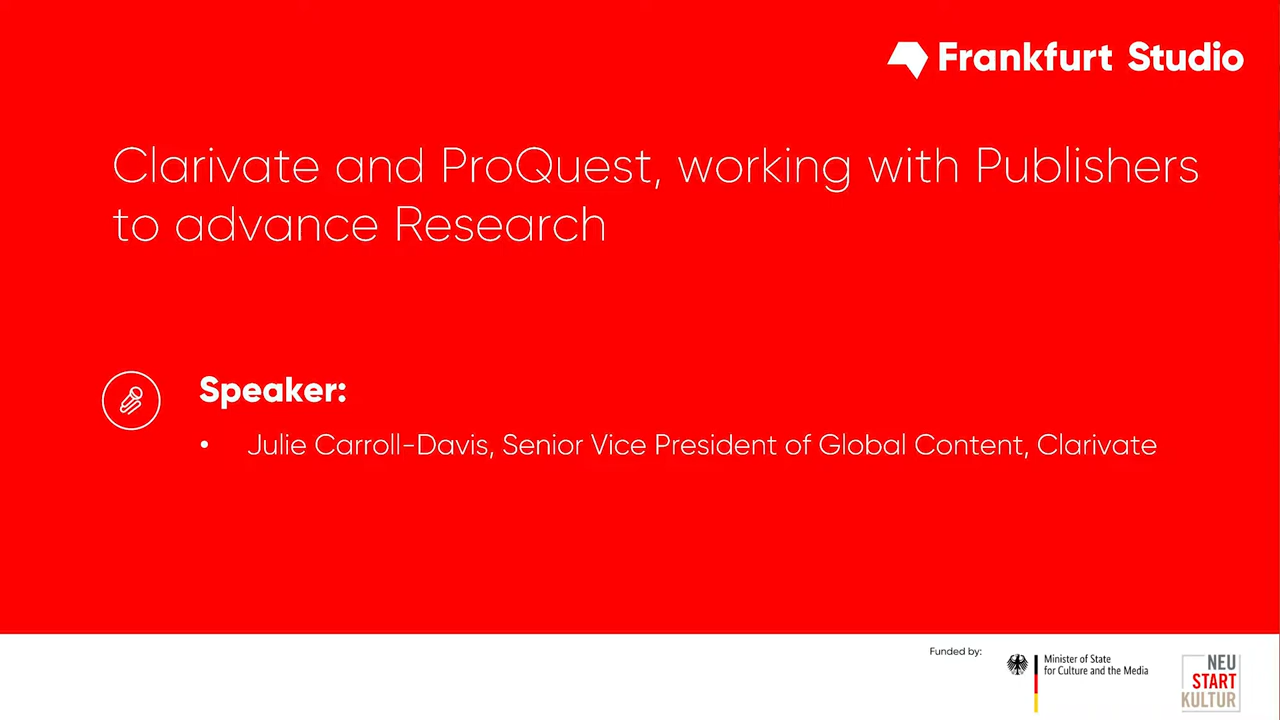 Frankfurt Studio
Clarivate and ProQuest, working with Publishers
to advance Research
Speaker:
• Julie Carroll-Davis, Senior Vice President of Global Content, Clarivate
Funded by:
Minister of State
for Culture and the Media
NEU
START
KULTUR